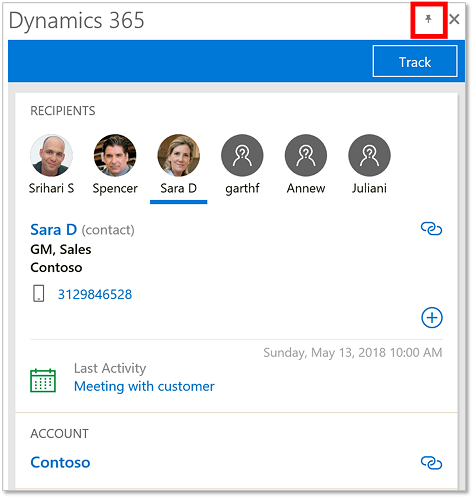 Dynamics 365
Track
RECIPIENTS
Srihari S Spencer Sara D garthf Annew Juliani
Sara D (contact)
GM, Sales
Contoso
3129846528
Sunday, May 13, 2018 10:00 AM
Last Activity
Meeting with customer
ACCOUNT
Contoso